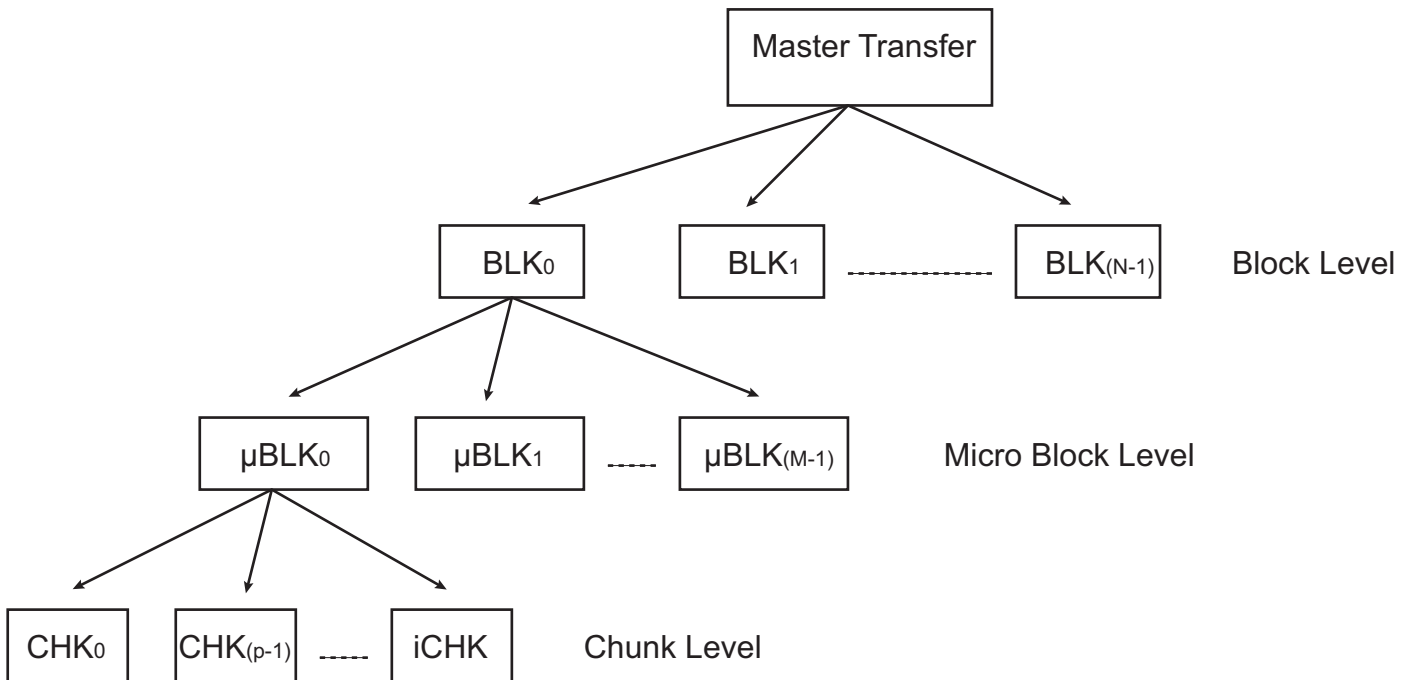 Master Transfer
BLK0 BLK1 BLK(N-1) Block Level
µBLK0 µBLK1 µBLK(M-1) Micro Block Level
CHK0 CHK(p-1) iCHK Chunk Level